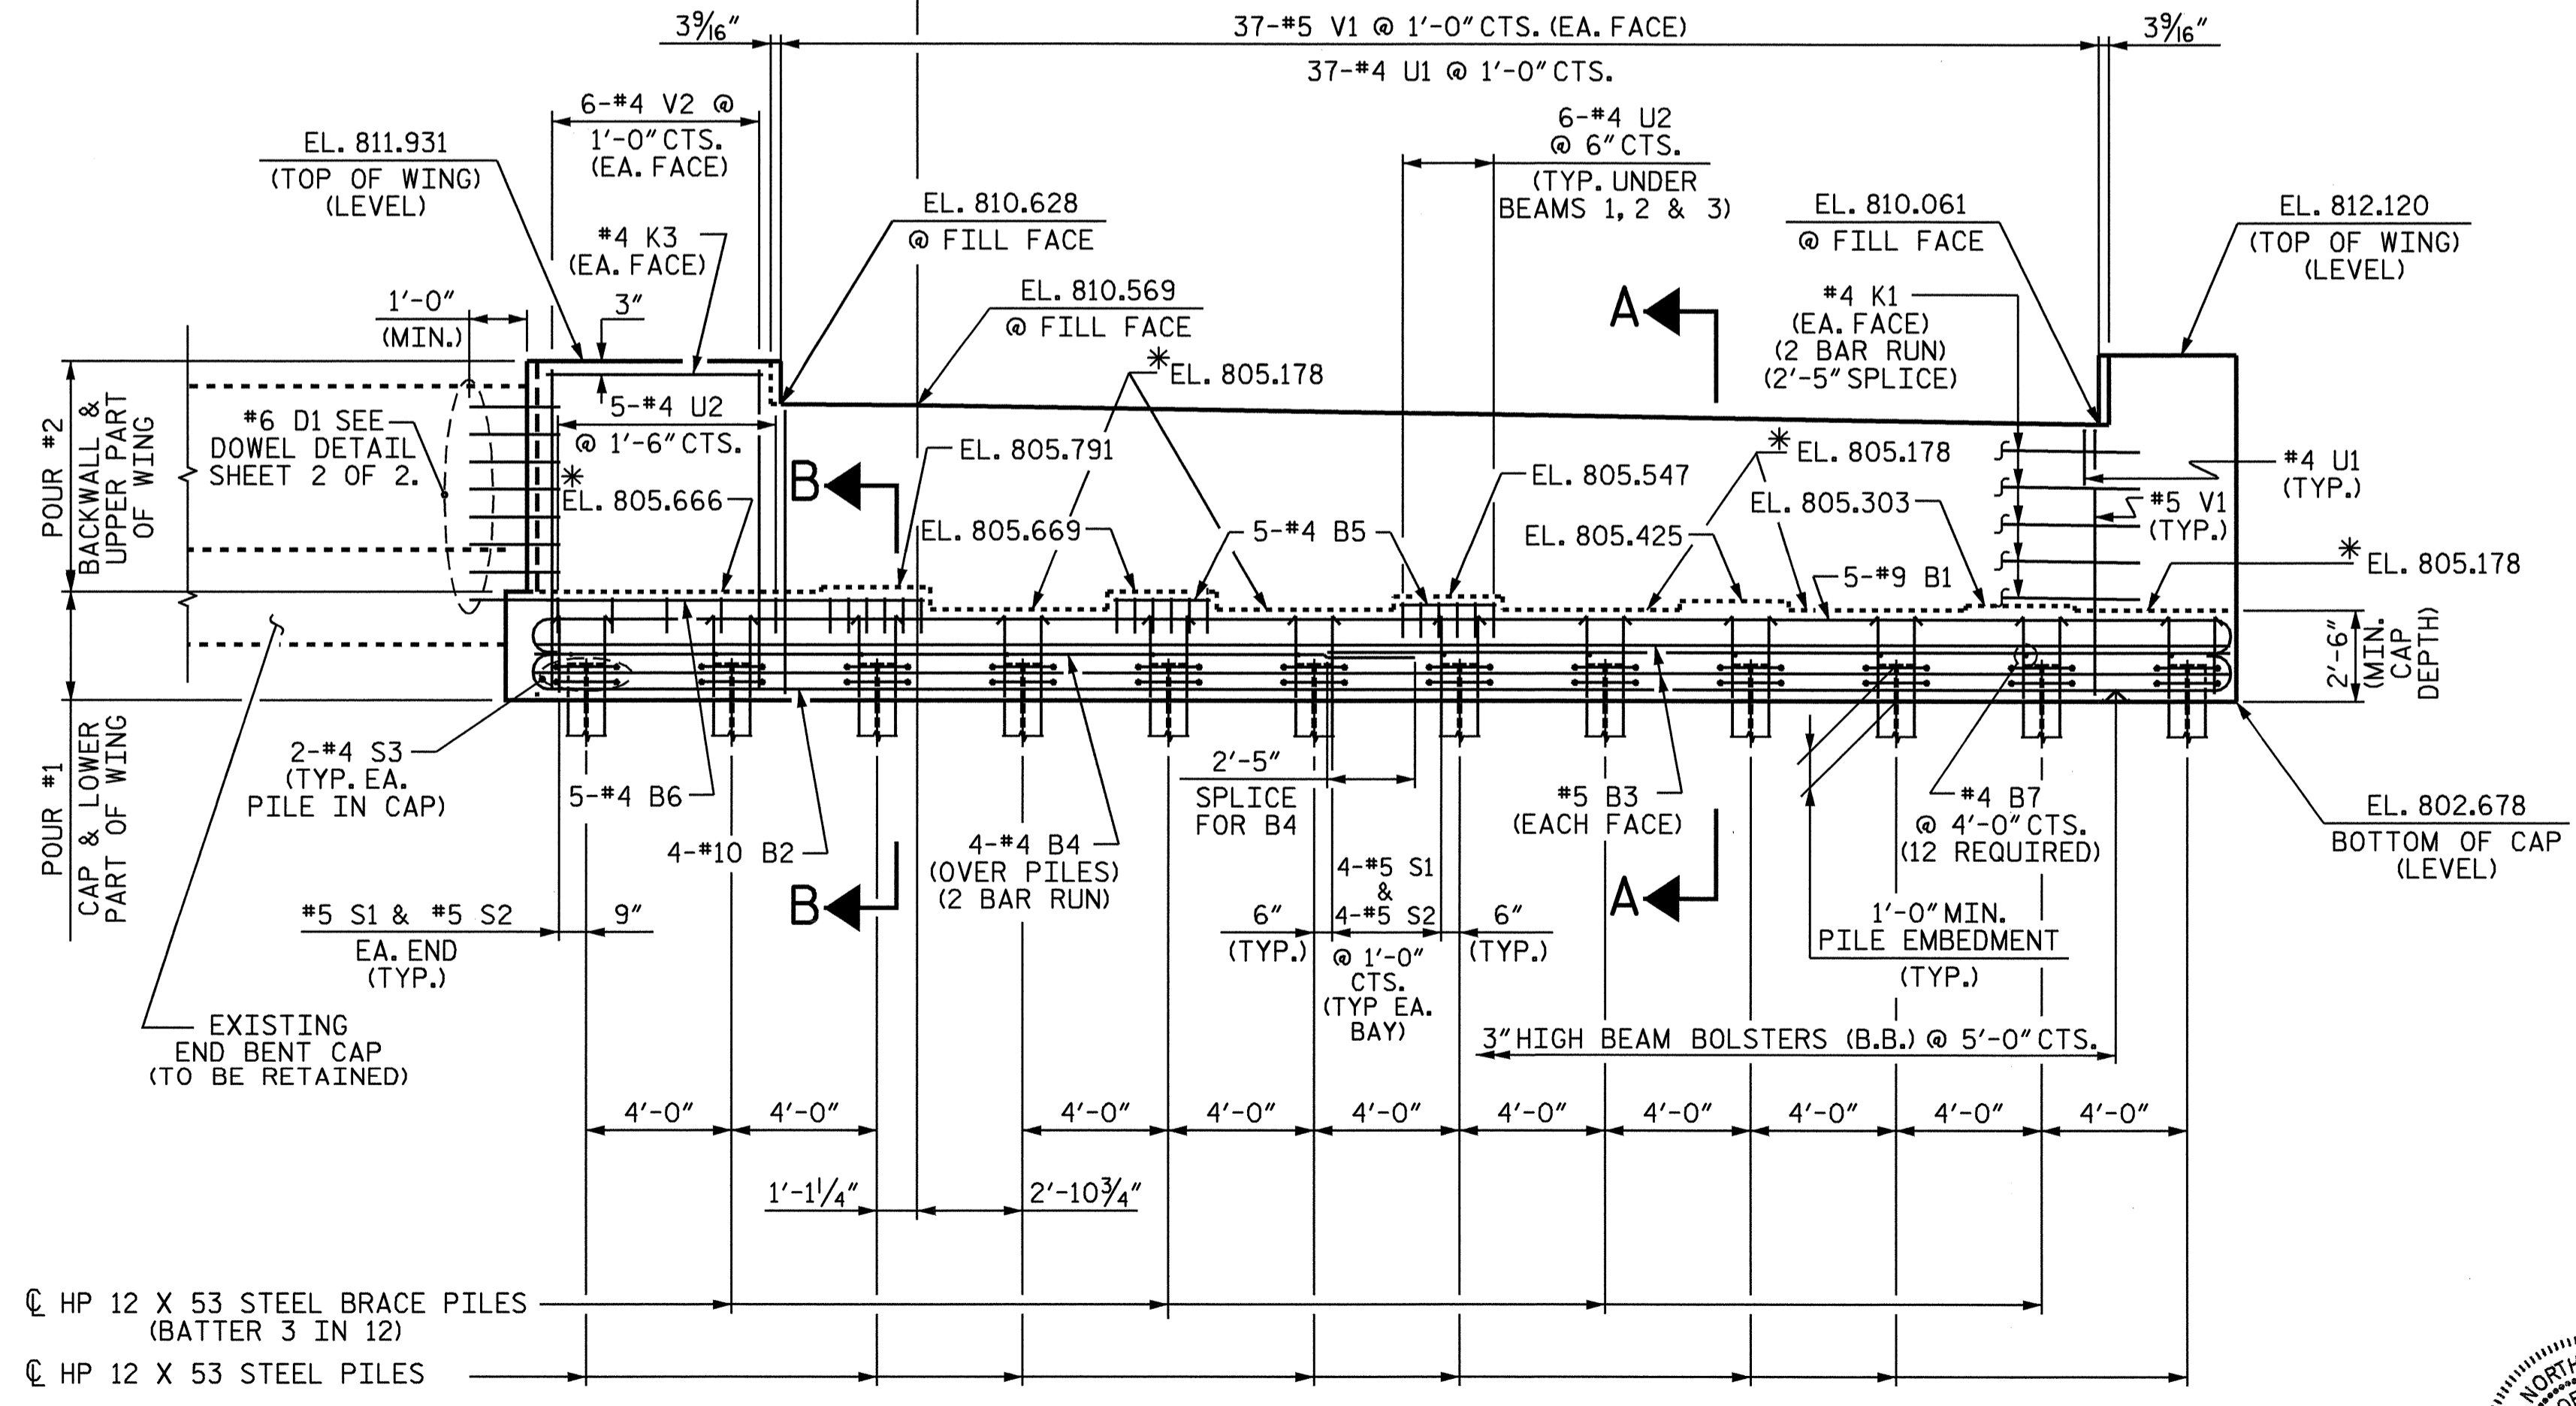 3 9/16"
37-#5 V1 @ 1'-0" CTS. (EA. FACE)
3 9/16"
37-#4 U1 @ 1'-0" CTS.
6-#4 V2 @
1'-0" CTS.
(EA. FACE)
6-#4 U2
@ 6" CTS.
(TYP. UNDER
BEAMS 1, 2 & 3)
EL. 811.931
(TOP OF WING)
(LEVEL)
EL. 810.628
@ FILL FACE
EL. 810.061
@ FILL FACE
EL. 812.120
(TOP OF WING)
(LEVEL)
#4 K3
(EA. FACE)
1'-0"
(MIN.)
3"
EL. 810.569
@ FILL FACE
A
#4 K1
(EA. FACE)
(2 BAR RUN)
(2'-5" SPLICE)
*EL. 805.178
POUR #2
BACKWALL &
UPPER PART
OF WING
#6 D1 SEE
DOWEL DETAIL
SHEET 2 OF 2.
5-#4 U2
@ 1'-6" CTS.
*
EL. 805.666
B
EL. 805.791
EL. 805.669
5-#4 B5
EL. 805.547
* EL. 805.178
EL. 805.303
EL. 805.425
5-#9 B1
#4 U1
(TYP.)
#5 V1
(TYP.)
* EL. 805.178
2'-6"
(MIN.
CAP
DEPTH)
POUR #1
CAP & LOWER
PART OF WING
2-#4 S3
(TYP. EA.
PILE IN CAP)
5-#4 B6
4-#10 B2
4-#4 B4
(OVER PILES)
(2 BAR RUN)
2'-5"
SPLICE
FOR B4
#5 B3
(EACH FACE)
#4 B7
@ 4'-0" CTS.
(12 REQUIRED)
EL. 802.678
BOTTOM OF CAP
(LEVEL)
B
A
#5 S1 & #5 S2
EA. END
(TYP.)
9"
6"
(TYP.)
4-#5 S1
&
4-#5 S2
@ 1'-0"
CTS.
(TYP EA.
BAY)
6"
(TYP.)
1'-0" MIN.
PILE EMBEDMENT
(TYP.)
EXISTING
END BENT CAP
(TO BE RETAINED)
3" HIGH BEAM BOLSTERS (B.B.) @ 5'-0" CTS.
4'-0" 4'-0" 4'-0" 4'-0" 4'-0" 4'-0" 4'-0" 4'-0" 4'-0" 4'-0"
1'-1 1/4" 2'-10 3/4"
℄ HP 12 X 53 STEEL BRACE PILES
(BATTER 3 IN 12)
℄ HP 12 X 53 STEEL PILES